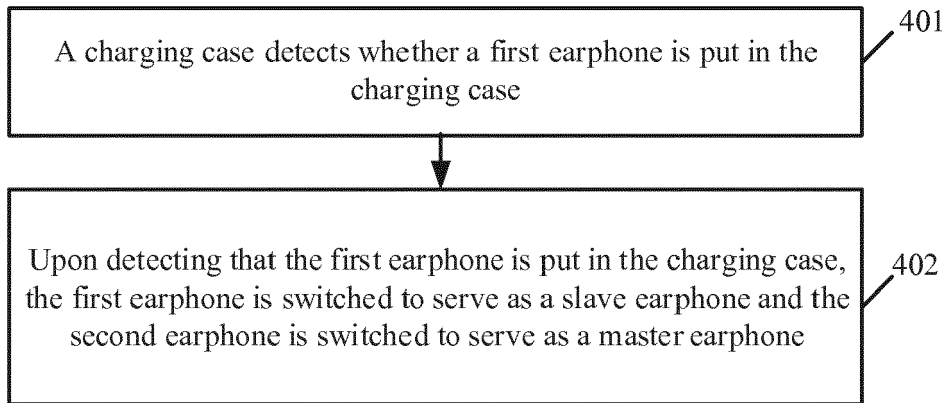 A charging case detects whether a first earphone is put in the
charging case
401
Upon detecting that the first earphone is put in the charging case,
the first earphone is switched to serve as a slave earphone and the
second earphone is switched to serve as a master earphone
402